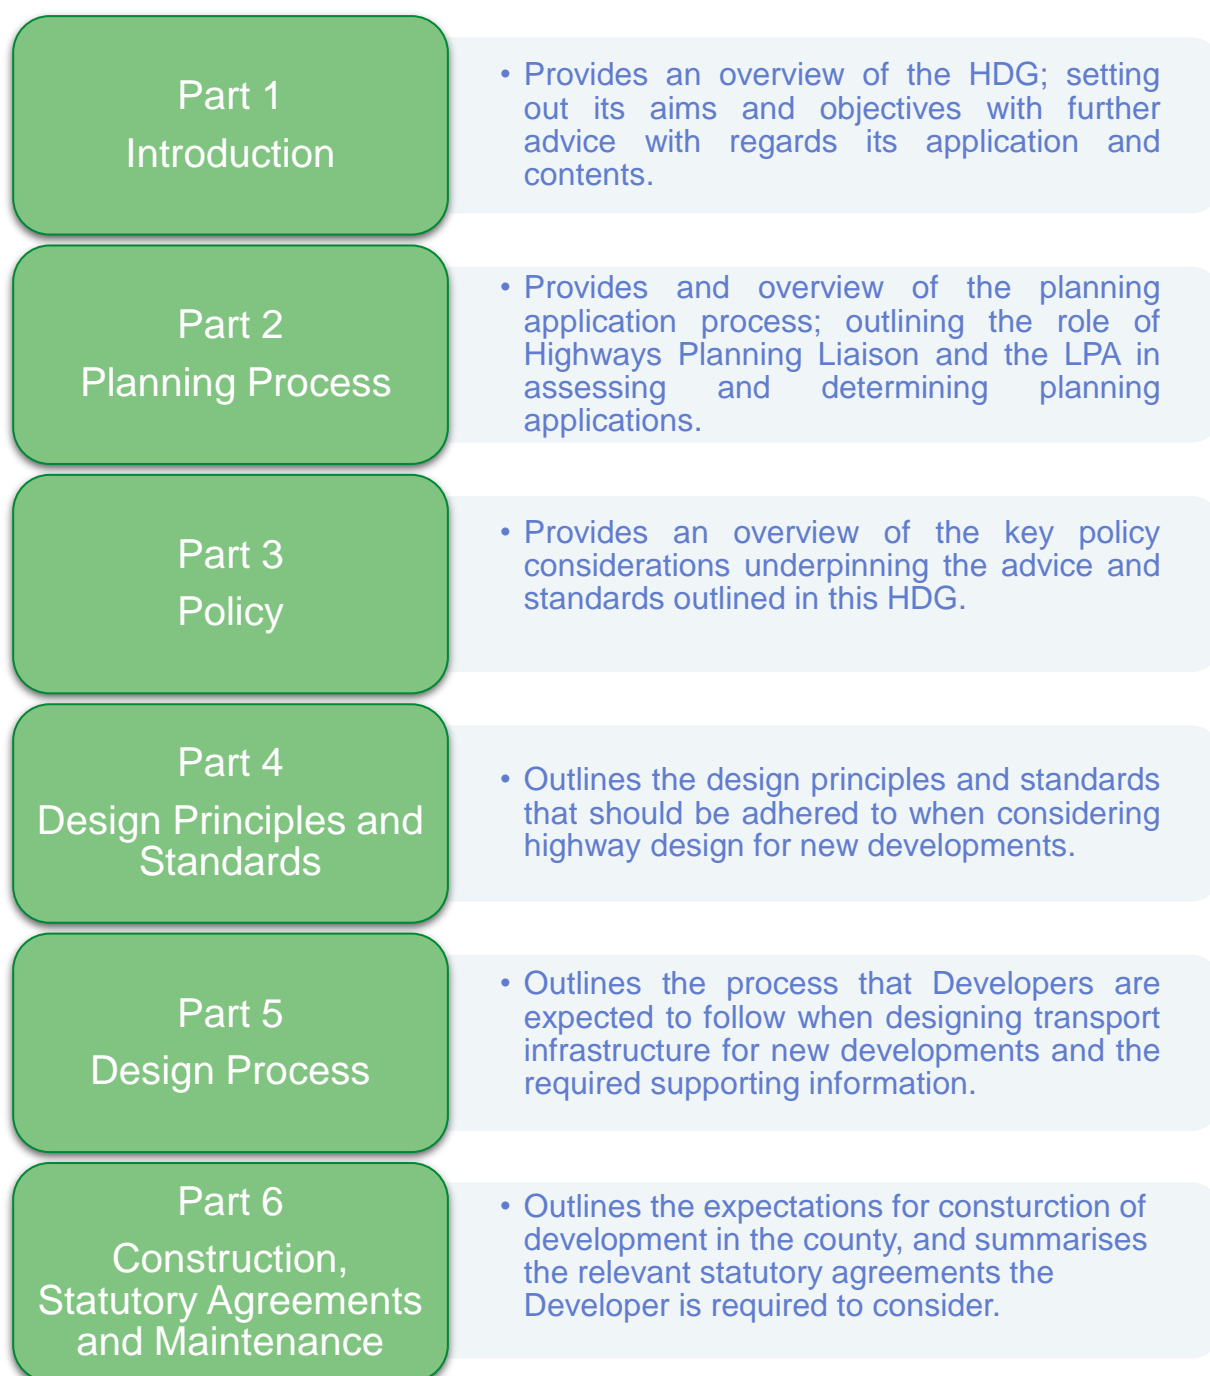 Part 1
Introduction
• Provides an overview of the HDG; setting
out its aims and objectives with further
advice with regards its application and
contents.
Part 2
Planning Process
• Provides and overview of the planning
application process; outlining the role of
Highways Planning Liaison and the LPA in
assessing and determining planning
applications.
Part 3
Policy
• Provides an overview of the key policy
considerations underpinning the advice and
standards outlined in this HDG.
Part 4
Design Principles and
Standards
• Outlines the design principles and standards
that should be adhered to when considering
highway design for new developments.
Part 5
Design Process
• Outlines the process that Developers are
expected to follow when designing transport
infrastructure for new developments and the
required supporting information.
Part 6
Construction,
Statutory Agreements
and Maintenance
• Outlines the expectations for consturction of
development in the county, and summarises
the relevant statutory agreements the
Developer is required to consider.